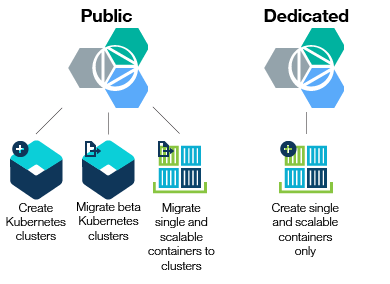 Public
Dedicated
Create
Kubernetes
clusters
Migrate beta
Kubernetes
clusters
Migrate
single and
scalable
containers to
clusters
Create single
and scalable
containers
only